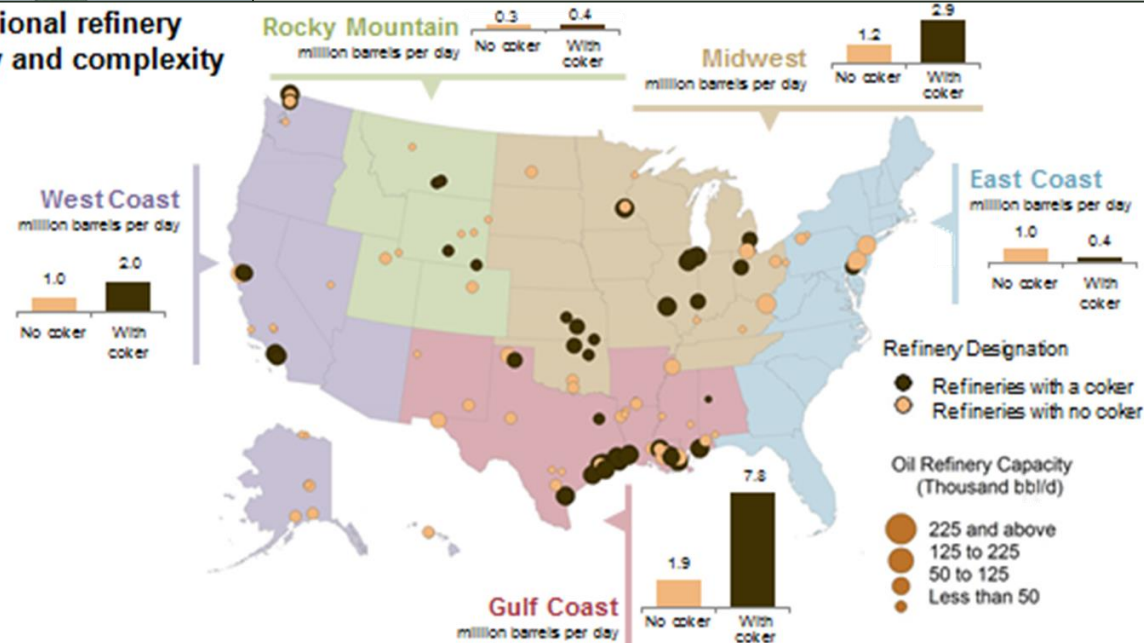 ional refinery
y and complexity
Rocky Mountain
million barrels per day
0.3
0.4
No coker
With
coker
Midwest
million barrels per day
1.2
2.9
No coker
With
coker
West Coast
million barrels per day
1.0
2.0
No coker
With
coker
East Coast
million barrels per day
1.0
0.4
No coker
With
coker
Refinery Designation
Refineries with a coker
Refineries with no coker
Oil Refinery Capacity
(Thousand bbl/d)
225 and above
125 to 225
50 to 125
Less than 50
Gulf Coast
million barrels per day
1.9
7.8
No coker
With
coker